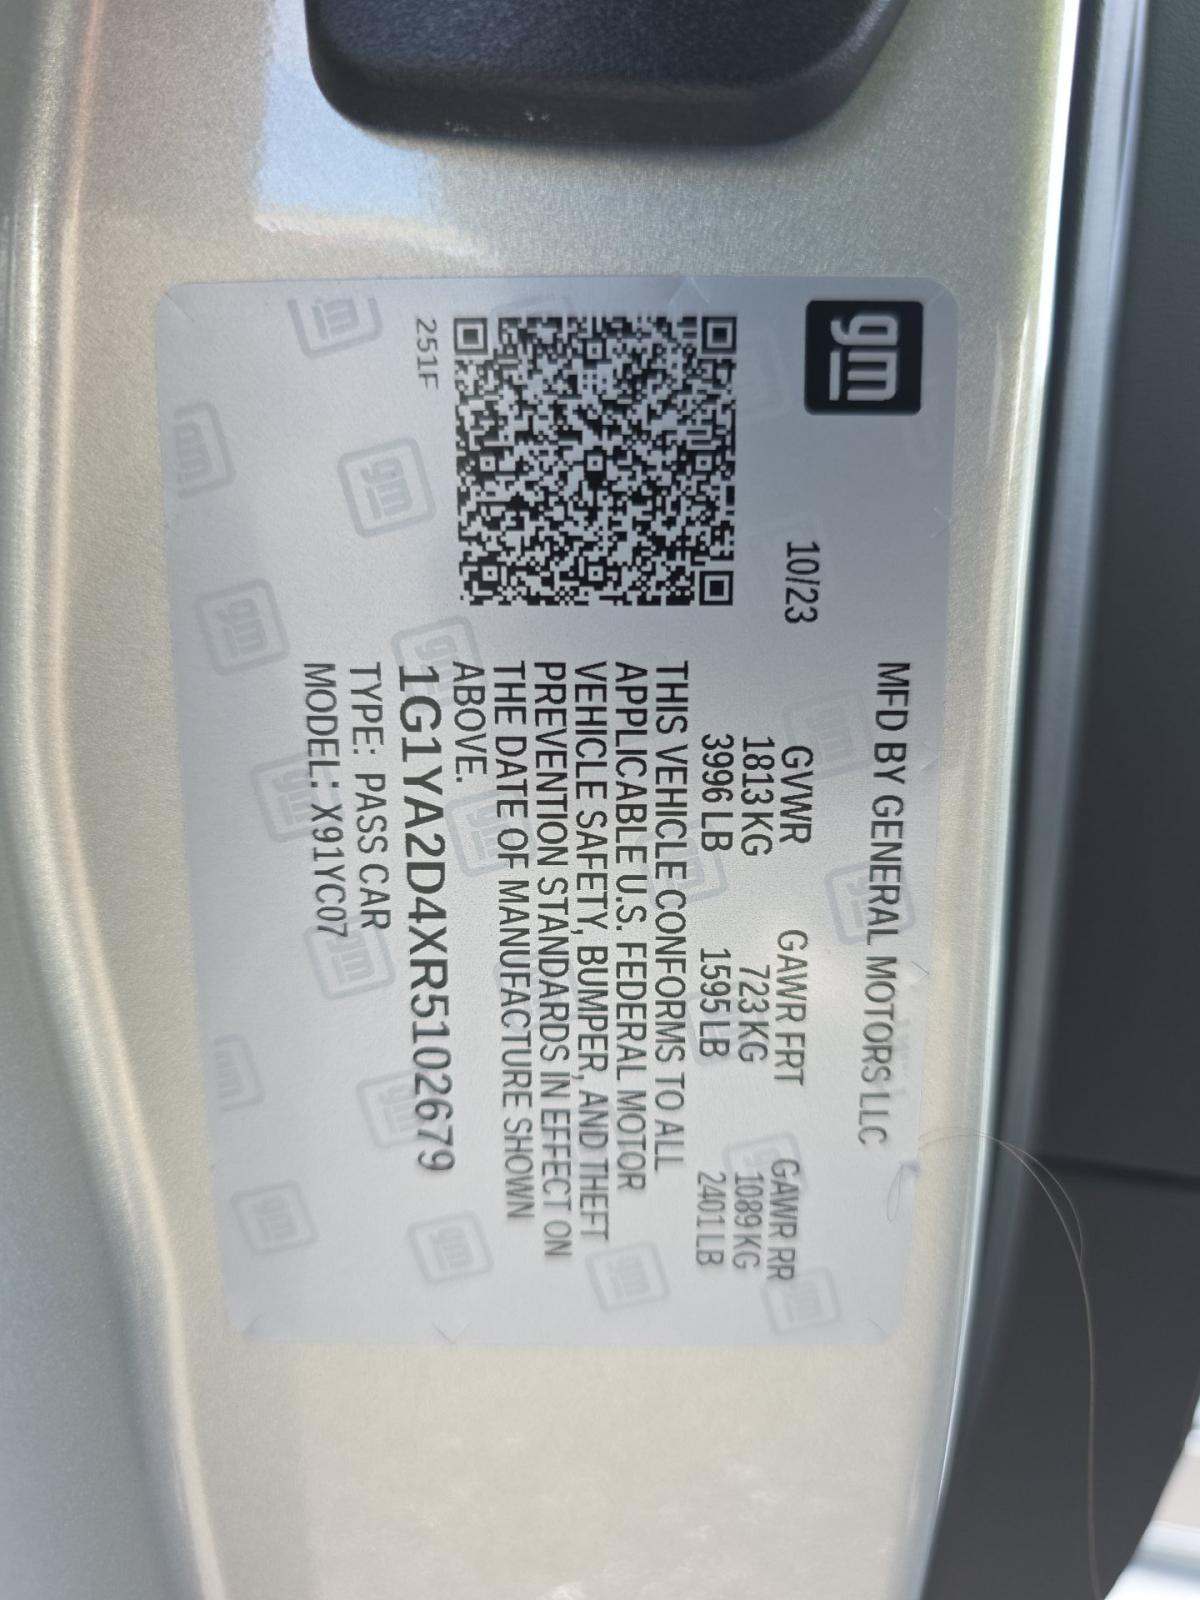 gm
MFD BY GENERAL MOTORS LLC
10/23
GVWR GAWR FRT GAWR RR
1813 KG 723 KG 1089 KG
3996 LB 1595 LB 2401 LB
THIS VEHICLE CONFORMS TO ALL
APPLICABLE U.S. FEDERAL MOTOR
VEHICLE SAFETY, BUMPER, AND THEFT
PREVENTION STANDARDS IN EFFECT ON
THE DATE OF MANUFACTURE SHOWN
ABOVE.
251F
1G1YA2D4XR5102679
TYPE: PASS CAR
MODEL: X91YC07